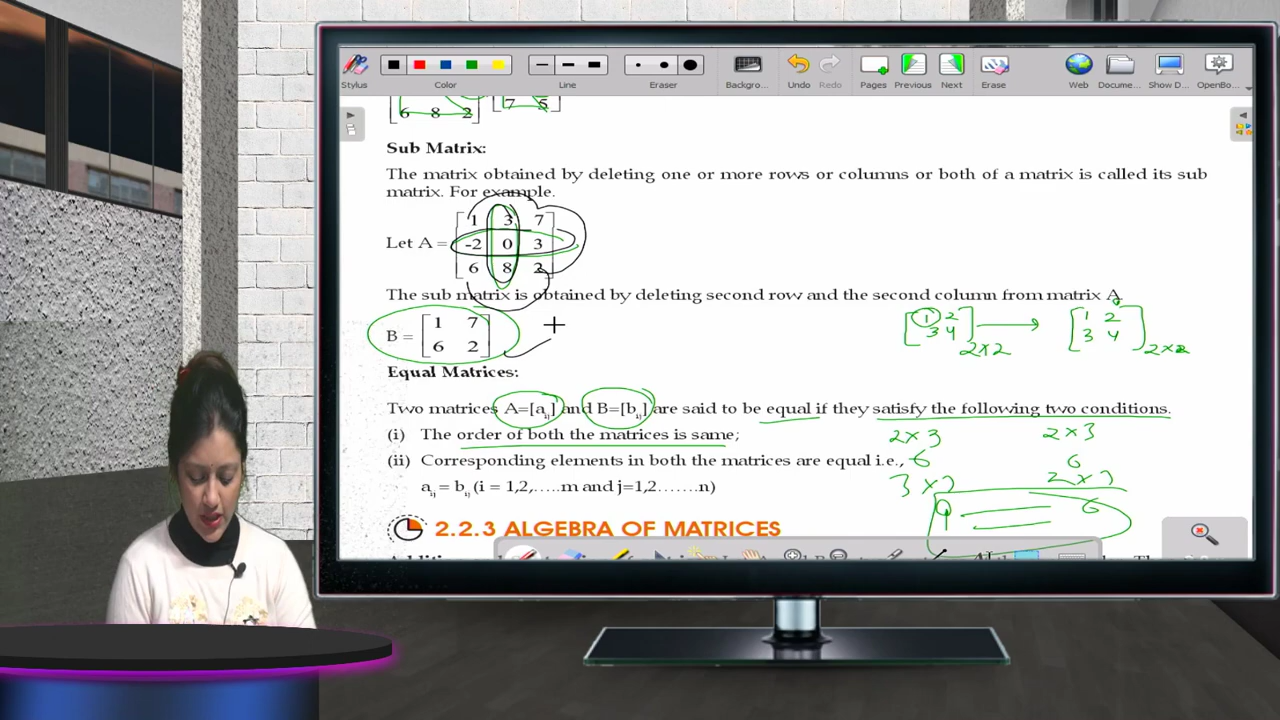 Stylus Color Line Eraser Backgro... Undo Redo Pages Previous Next Erase Web Docume... Show D... OpenBo...
6 8 2 7 5
Sub Matrix:
The matrix obtained by deleting one or more rows or columns or both of a matrix is called its sub
matrix. For example.
1 3 7
Let A = -2 0 3
6 8 2
The sub matrix is obtained by deleting second row and the second column from matrix A
1 7
B =
6 2
1 2
3 4
2×2
1 2
3 4
2×2
Equal Matrices:
Two matrices A=[aij] and B=[bij] are said to be equal if they satisfy the following two conditions.
(i) The order of both the matrices is same;
2×3 2×3
(ii) Corresponding elements in both the matrices are equal i.e.,
6 6
aij = bij (i = 1,2,.....m and j=1,2.......n)
2.2.3 ALGEBRA OF MATRICES